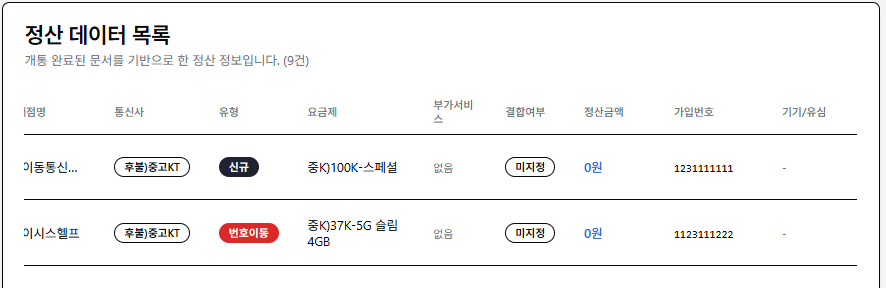 정산 데이터 목록
개통 완료된 문서를 기반으로 한 정산 정보입니다. (9건)
점명 통신사 유형 요금제 부가서비스 결합여부 정산금액 가입번호 기기/유심
이동통신... 후불)중고KT 신규 중K)100K-스페셜 없음 미지정 0원 1231111111 -
이시스헬프 후불)중고KT 번호이동 중K)37K-5G 슬림 없음 미지정 0원 1123111222 -
4GB